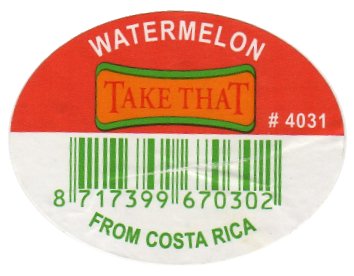 WATERMELON
TAKE THAT
# 4031
8 717399 670302
FROM COSTA RICA